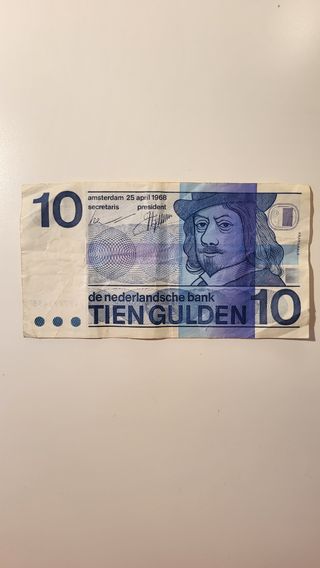 10
amsterdam 25 april 1968
secretaris president
de nederlandsche bank
TIEN GULDEN
10